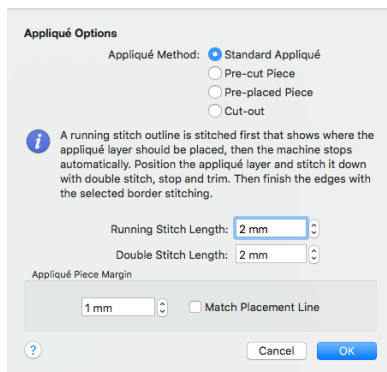 Appliqué Options
Appliqué Method: Standard Appliqué
Pre-cut Piece
Pre-placed Piece
Cut-out
i
A running stitch outline is stitched first that shows where the
appliqué layer should be placed, then the machine stops
automatically. Position the appliqué layer and stitch it down
with double stitch, stop and trim. Then finish the edges with
the selected border stitching.
Running Stitch Length: 2 mm
Double Stitch Length: 2 mm
Appliqué Piece Margin
1 mm Match Placement Line
? Cancel OK